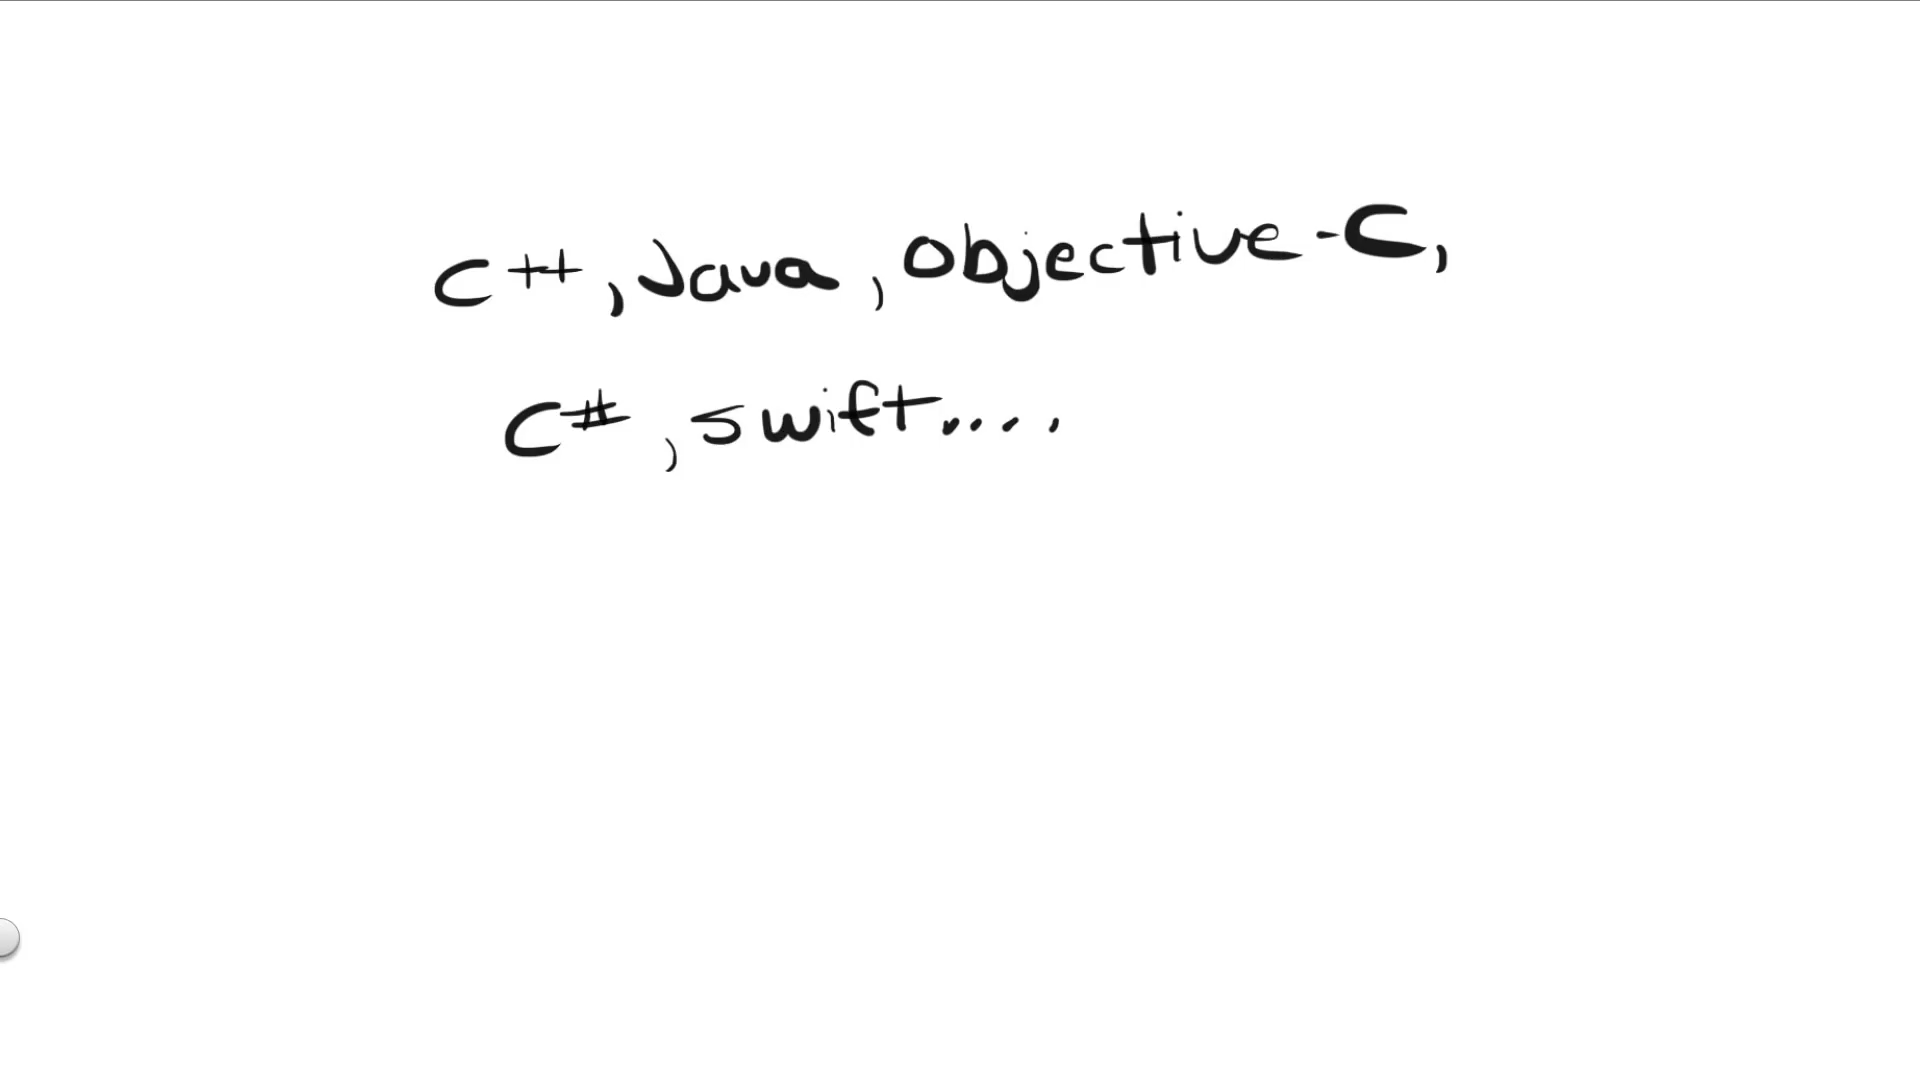 C++, Java, objective-C,
C#, swift....